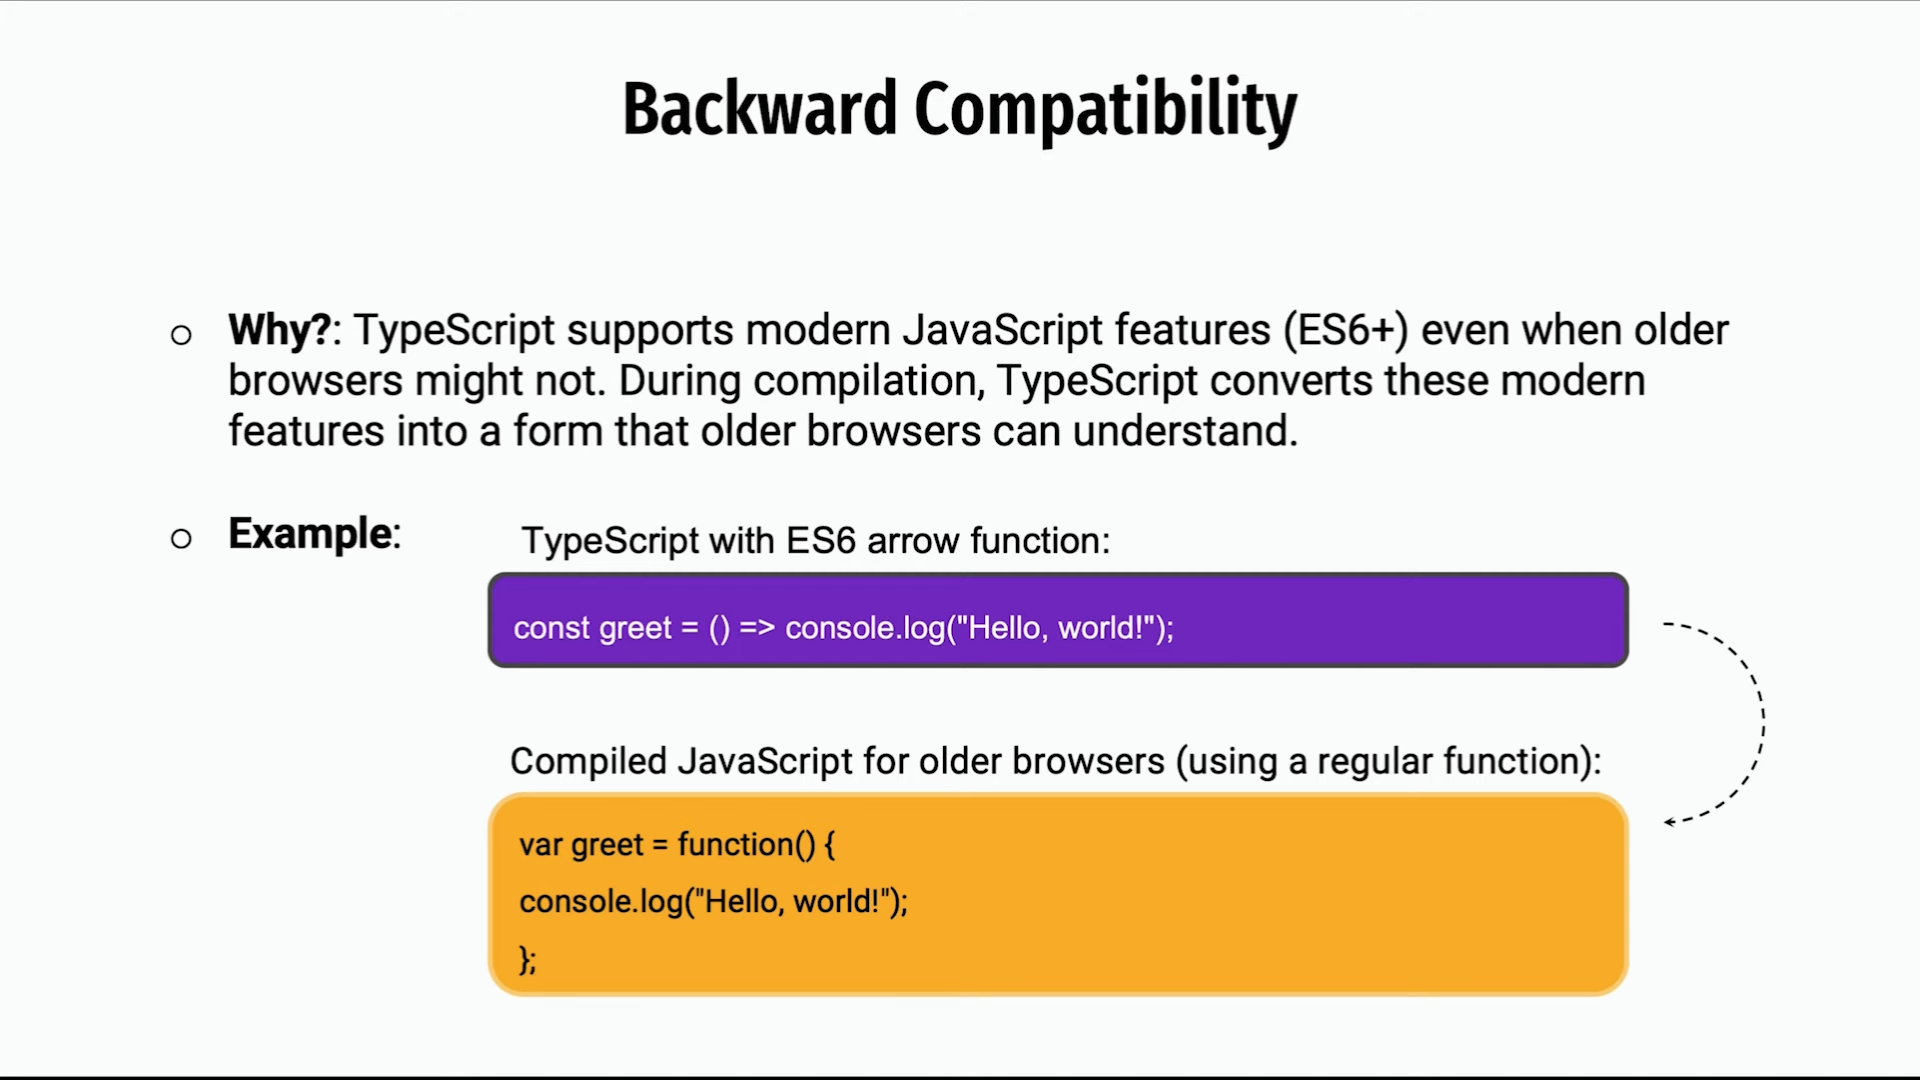 Backward Compatibility
Why?: TypeScript supports modern JavaScript features (ES6+) even when older
browsers might not. During compilation, TypeScript converts these modern
features into a form that older browsers can understand.
Example:
TypeScript with ES6 arrow function:
const greet = () => console.log("Hello, world!");
Compiled JavaScript for older browsers (using a regular function):
var greet = function() {
console.log("Hello, world!");
};